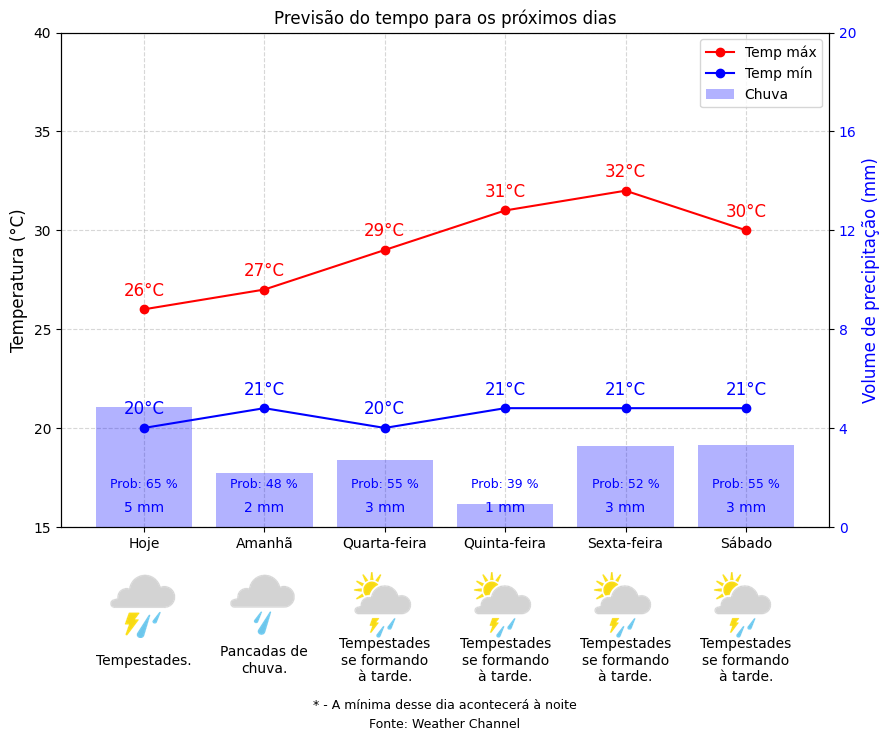 Previsão do tempo para os próximos dias
40
35
30
25
20
15
Temperatura (°C)
20
16
12
8
4
0
Volume de precipitação (mm)
Temp máx
Temp mín
Chuva
26°C
27°C
29°C
31°C
32°C
30°C
20°C
21°C
20°C
21°C
21°C
21°C
Prob: 65 %
Prob: 48 %
Prob: 55 %
Prob: 39 %
Prob: 52 %
Prob: 55 %
5 mm
2 mm
3 mm
1 mm
3 mm
3 mm
Hoje
Amanhã
Quarta-feira
Quinta-feira
Sexta-feira
Sábado
Tempestades.
Pancadas de
chuva.
Tempestades
se formando
à tarde.
Tempestades
se formando
à tarde.
Tempestades
se formando
à tarde.
Tempestades
se formando
à tarde.
* - A mínima desse dia acontecerá à noite
Fonte: Weather Channel